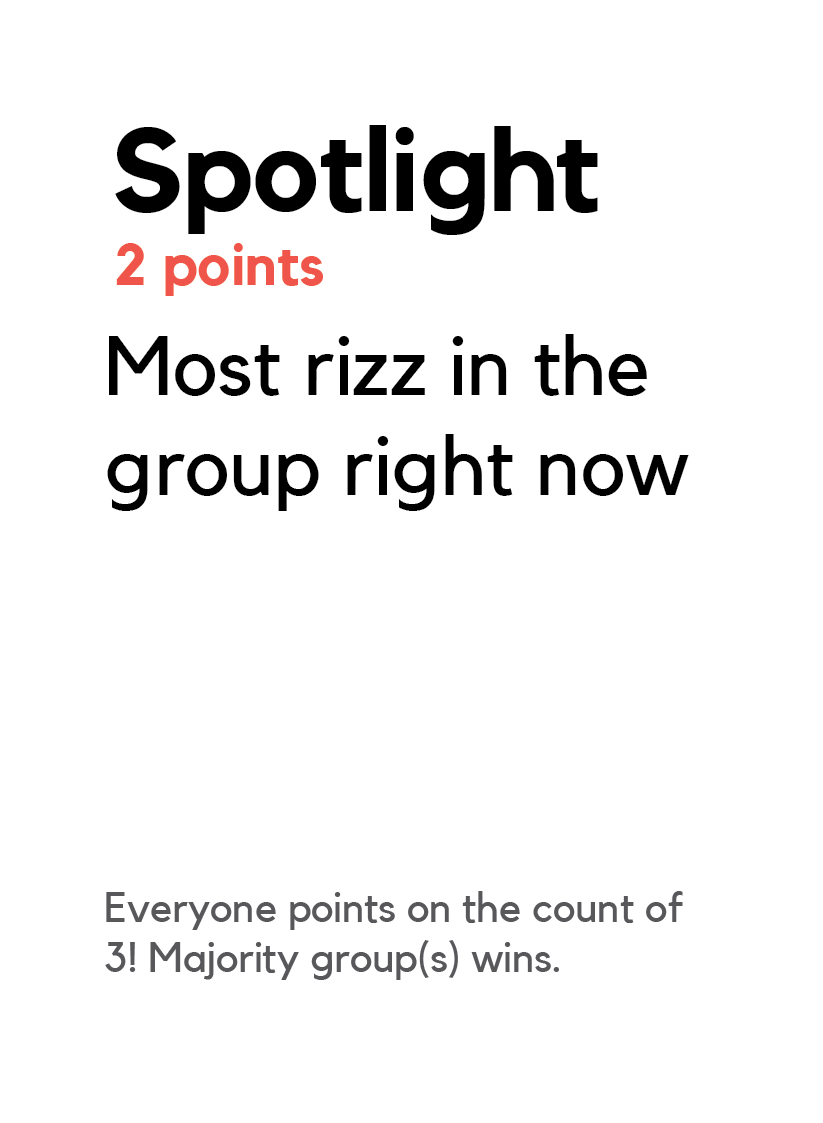 Spotlight
2 points
Most rizz in the
group right now
Everyone points on the count of
3! Majority group(s) wins.